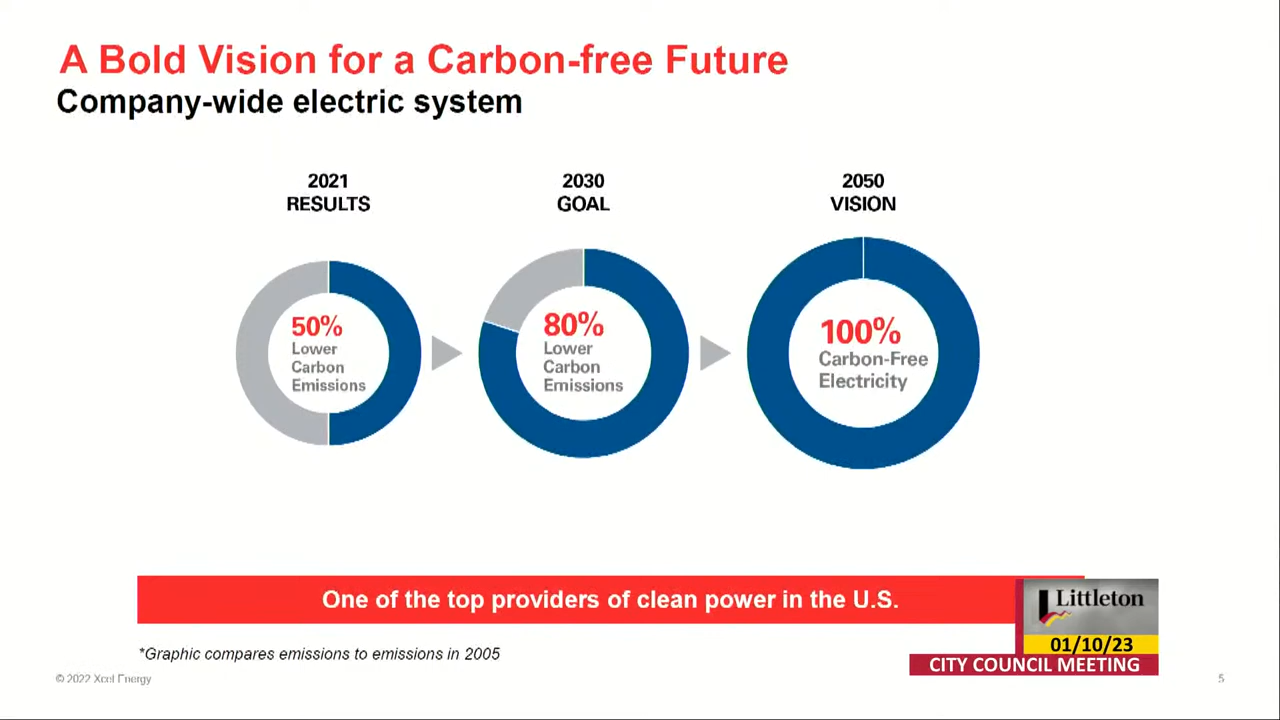 A Bold Vision for a Carbon-free Future
Company-wide electric system
2021
RESULTS
2030
GOAL
2050
VISION
50%
Lower
Carbon
Emissions
80%
Lower
Carbon
Emissions
100%
Carbon-Free
Electricity
One of the top providers of clean power in the U.S.
*Graphic compares emissions to emissions in 2005
© 2022 Xcel Energy
Littleton
01/10/23
CITY COUNCIL MEETING
5